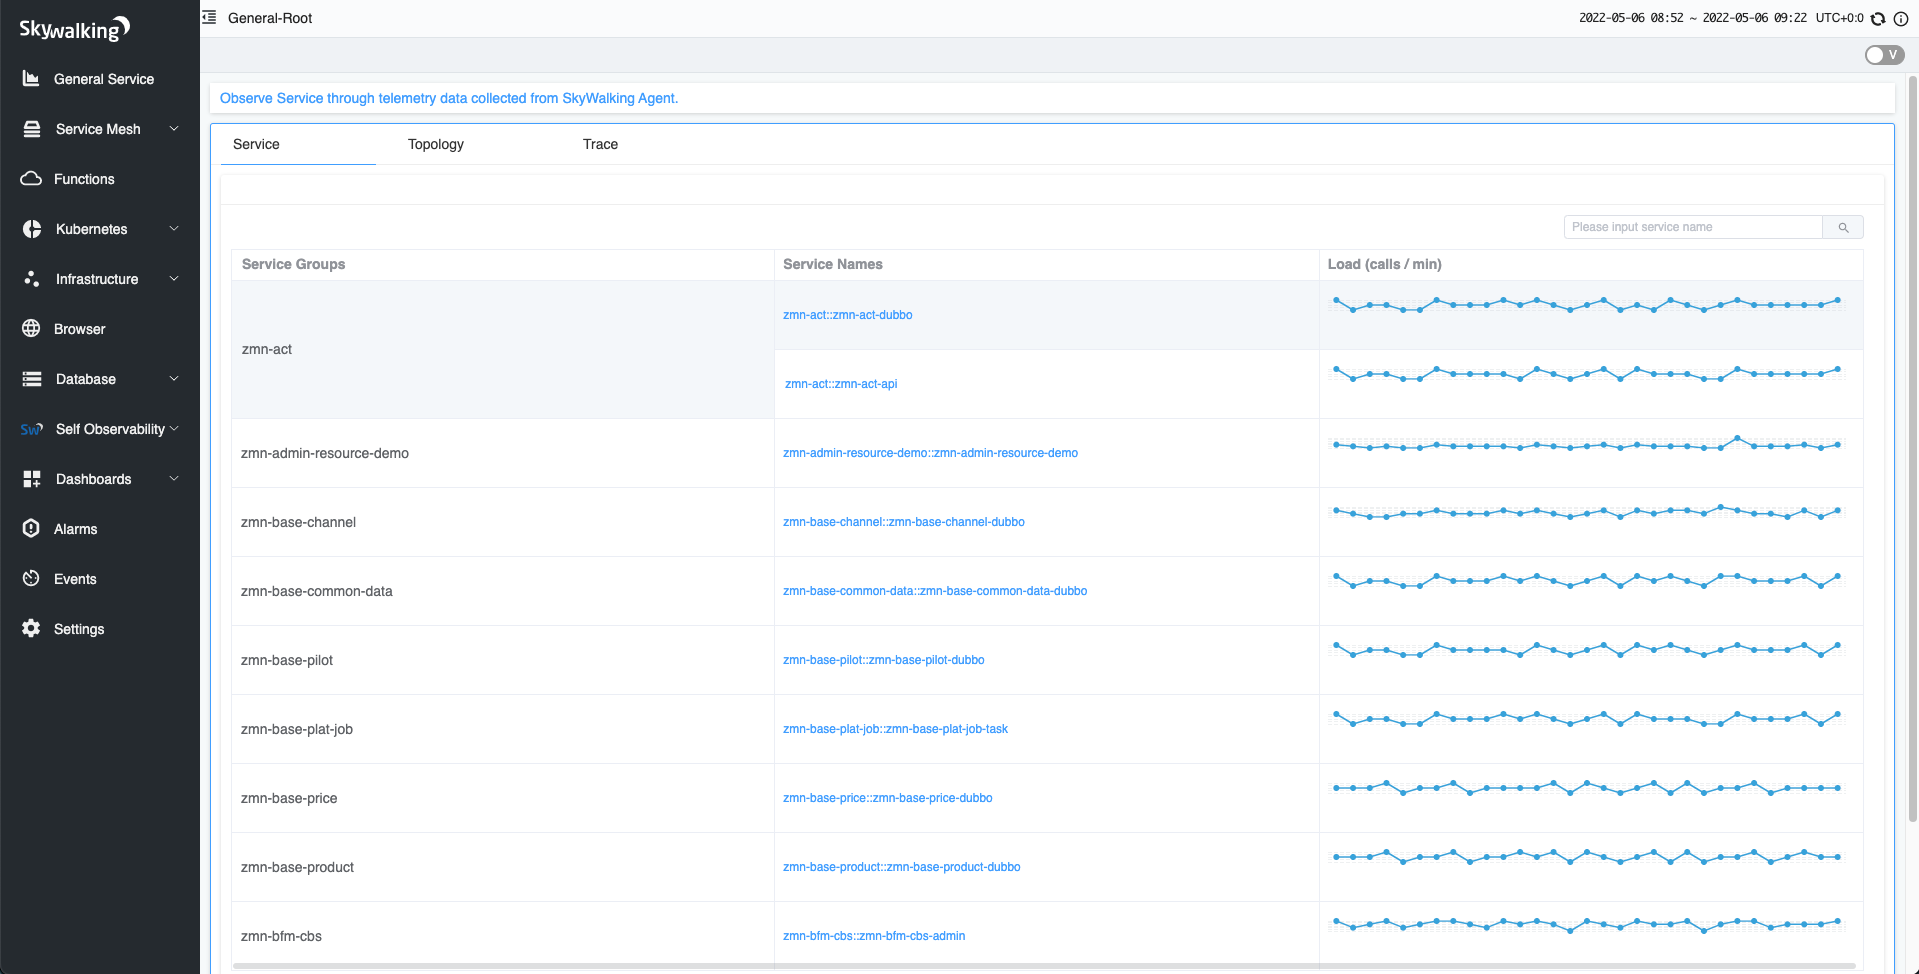 Skywalking
General Service
Service Mesh
Functions
Kubernetes
Infrastructure
Browser
Database
Sw Self Observability
Dashboards
Alarms
Events
Settings
General-Root
2022-05-06 08:52 ~ 2022-05-06 09:22 UTC+0:0
V
Observe Service through telemetry data collected from SkyWalking Agent.
Service Topology Trace
Please input service name
Service Groups Service Names Load (calls / min)
zmn-act
zmn-act::zmn-act-dubbo
zmn-act::zmn-act-api
zmn-admin-resource-demo zmn-admin-resource-demo::zmn-admin-resource-demo
zmn-base-channel zmn-base-channel::zmn-base-channel-dubbo
zmn-base-common-data zmn-base-common-data::zmn-base-common-data-dubbo
zmn-base-pilot zmn-base-pilot::zmn-base-pilot-dubbo
zmn-base-plat-job zmn-base-plat-job::zmn-base-plat-job-task
zmn-base-price zmn-base-price::zmn-base-price-dubbo
zmn-base-product zmn-base-product::zmn-base-product-dubbo
zmn-bfm-cbs zmn-bfm-cbs::zmn-bfm-cbs-admin